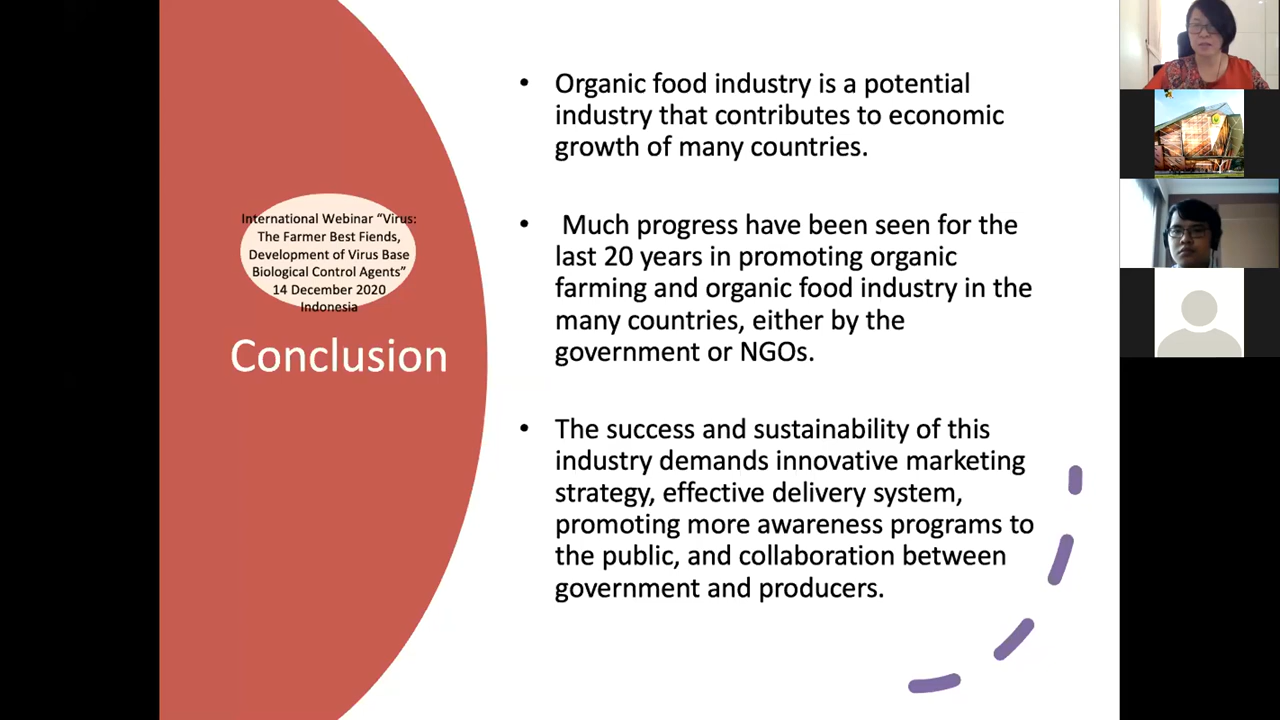 International Webinar “Virus:
The Farmer Best Fiends,
Development of Virus Base
Biological Control Agents”
14 December 2020
Indonesia
Conclusion
• Organic food industry is a potential
industry that contributes to economic
growth of many countries.
• Much progress have been seen for the
last 20 years in promoting organic
farming and organic food industry in the
many countries, either by the
government or NGOs.
• The success and sustainability of this
industry demands innovative marketing
strategy, effective delivery system,
promoting more awareness programs to
the public, and collaboration between
government and producers.